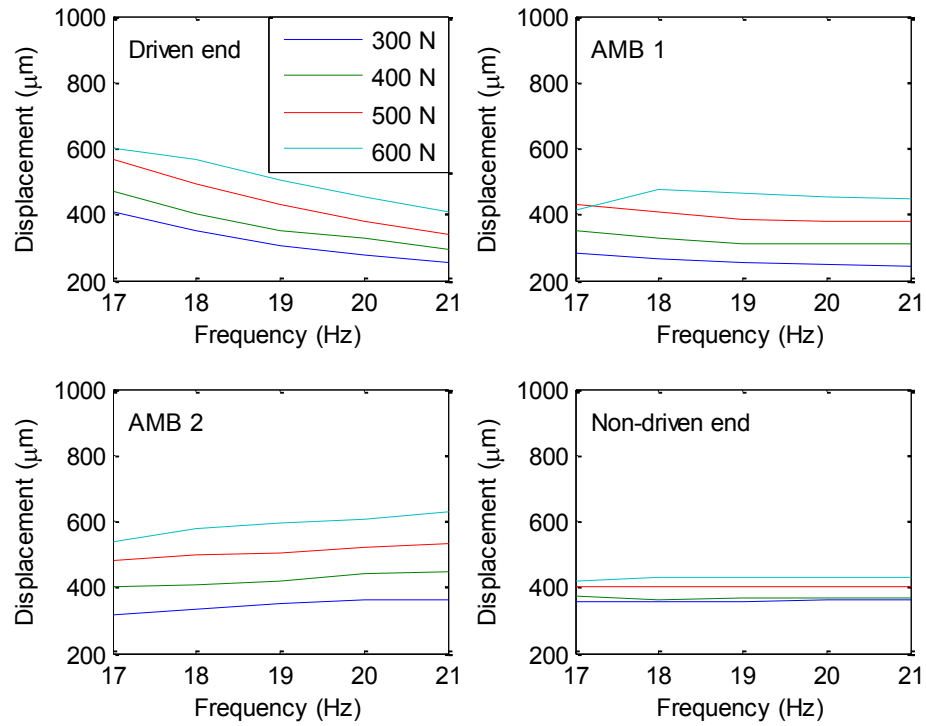 Driven end
300 N
400 N
500 N
600 N
1000
800
600
400
200
17 18 19 20 21
Displacement (μm)
Frequency (Hz)
AMB 1
1000
800
600
400
200
17 18 19 20 21
Displacement (μm)
Frequency (Hz)
AMB 2
1000
800
600
400
200
17 18 19 20 21
Displacement (μm)
Frequency (Hz)
Non-driven end
1000
800
600
400
200
17 18 19 20 21
Displacement (μm)
Frequency (Hz)